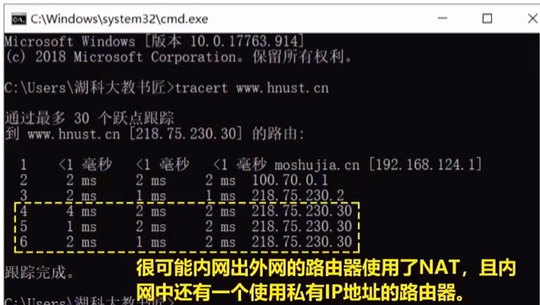 C:\Windows\system32\cmd.exe
Microsoft Windows [版本 10.0.17763.914]
(c) 2018 Microsoft Corporation。保留所有权利。
C:\Users\湖科大教书匠>tracert www.hnust.cn
通过最多 30 个跃点跟踪
到 www.hnust.cn [218.75.230.30] 的路由:
1 <1 毫秒 <1 毫秒 <1 毫秒 moshujia.cn [192.168.124.1]
2 2 ms 2 ms 2 ms 100.70.0.1
3 2 ms 1 ms 1 ms 218.75.230.2
4 4 ms 2 ms 2 ms 218.75.230.30
5 1 ms 2 ms 2 ms 218.75.230.30
6 2 ms 1 ms 2 ms 218.75.230.30
跟踪完成。
很可能内网出外网的路由器使用了NAT，且内
网中还有一个使用私有IP地址的路由器。